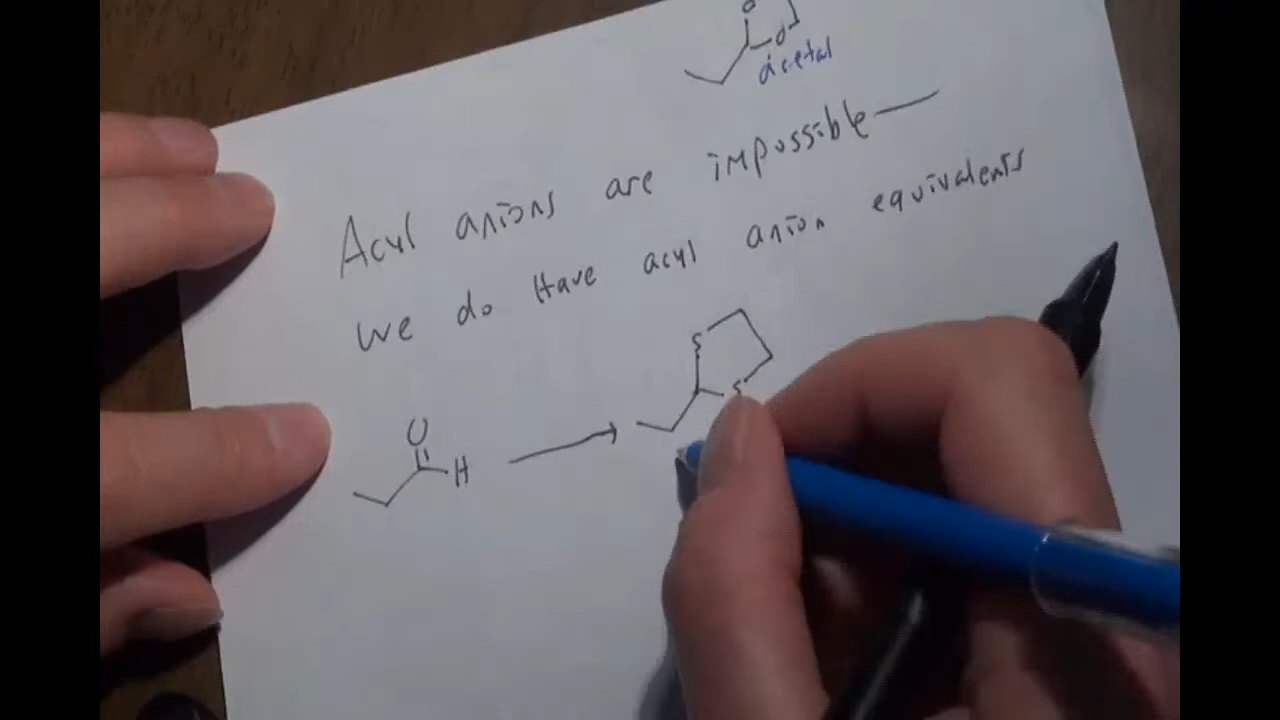 O
O
acetal
Acyl anions are impossible—
we do have acyl anion equivalents
S
O
S
H